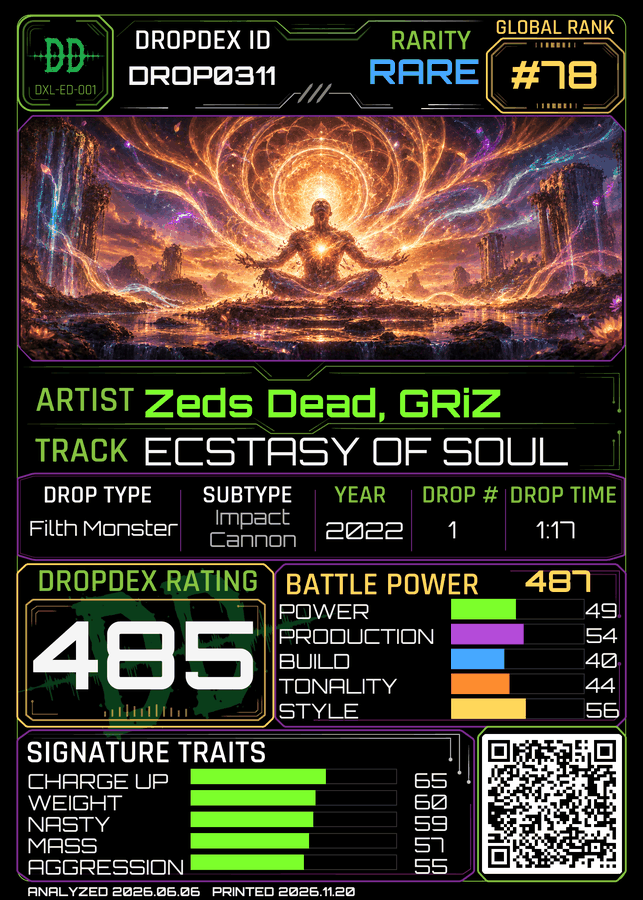 DD
DXL-ED-001
DROPDEX ID
DROP0311
RARITY
RARE
GLOBAL RANK
#78
ARTIST Zeds Dead, GRiZ
TRACK ECSTASY OF SOUL
DROP TYPE
Filth Monster
SUBTYPE
Impact
Cannon
YEAR
2022
DROP #
1
DROP TIME
1:17
DROPDEX RATING
485
BATTLE POWER 487
POWER 49
PRODUCTION 54
BUILD 40
TONALITY 44
STYLE 56
SIGNATURE TRAITS
CHARGE UP 65
WEIGHT 60
NASTY 59
MASS 57
AGGRESSION 55
ANALYZED 2026.06.06 PRINTED 2026.11.20